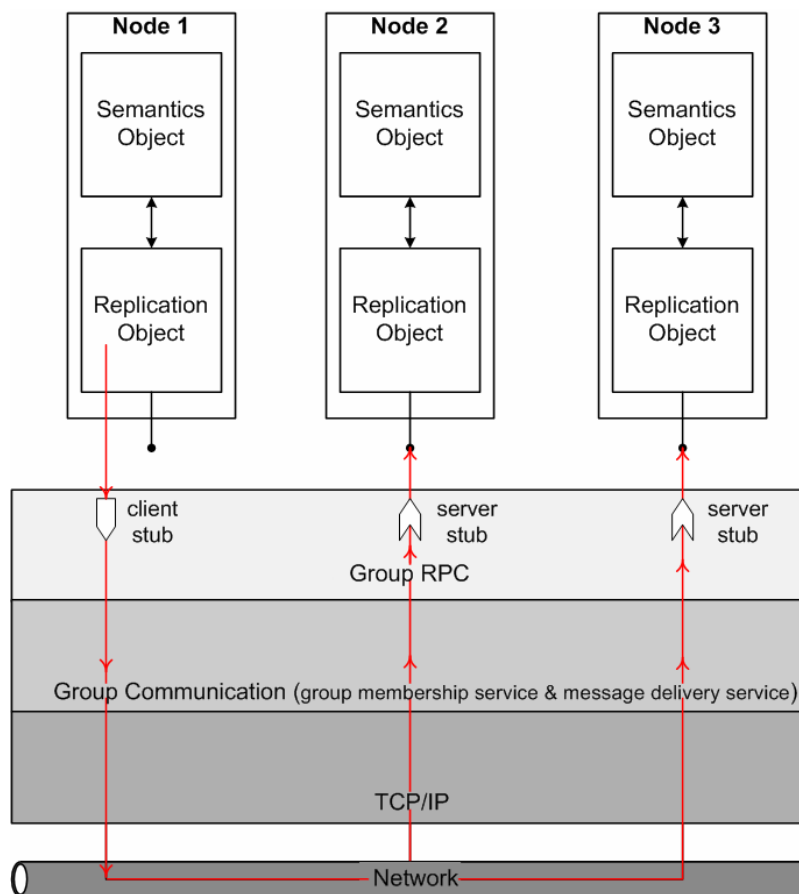 Node 1
Node 2
Node 3
Semantics
Object
Semantics
Object
Semantics
Object
Replication
Object
Replication
Object
Replication
Object
client
stub
server
stub
server
stub
Group RPC
Group Communication (group membership service & message delivery service)
TCP/IP
Network